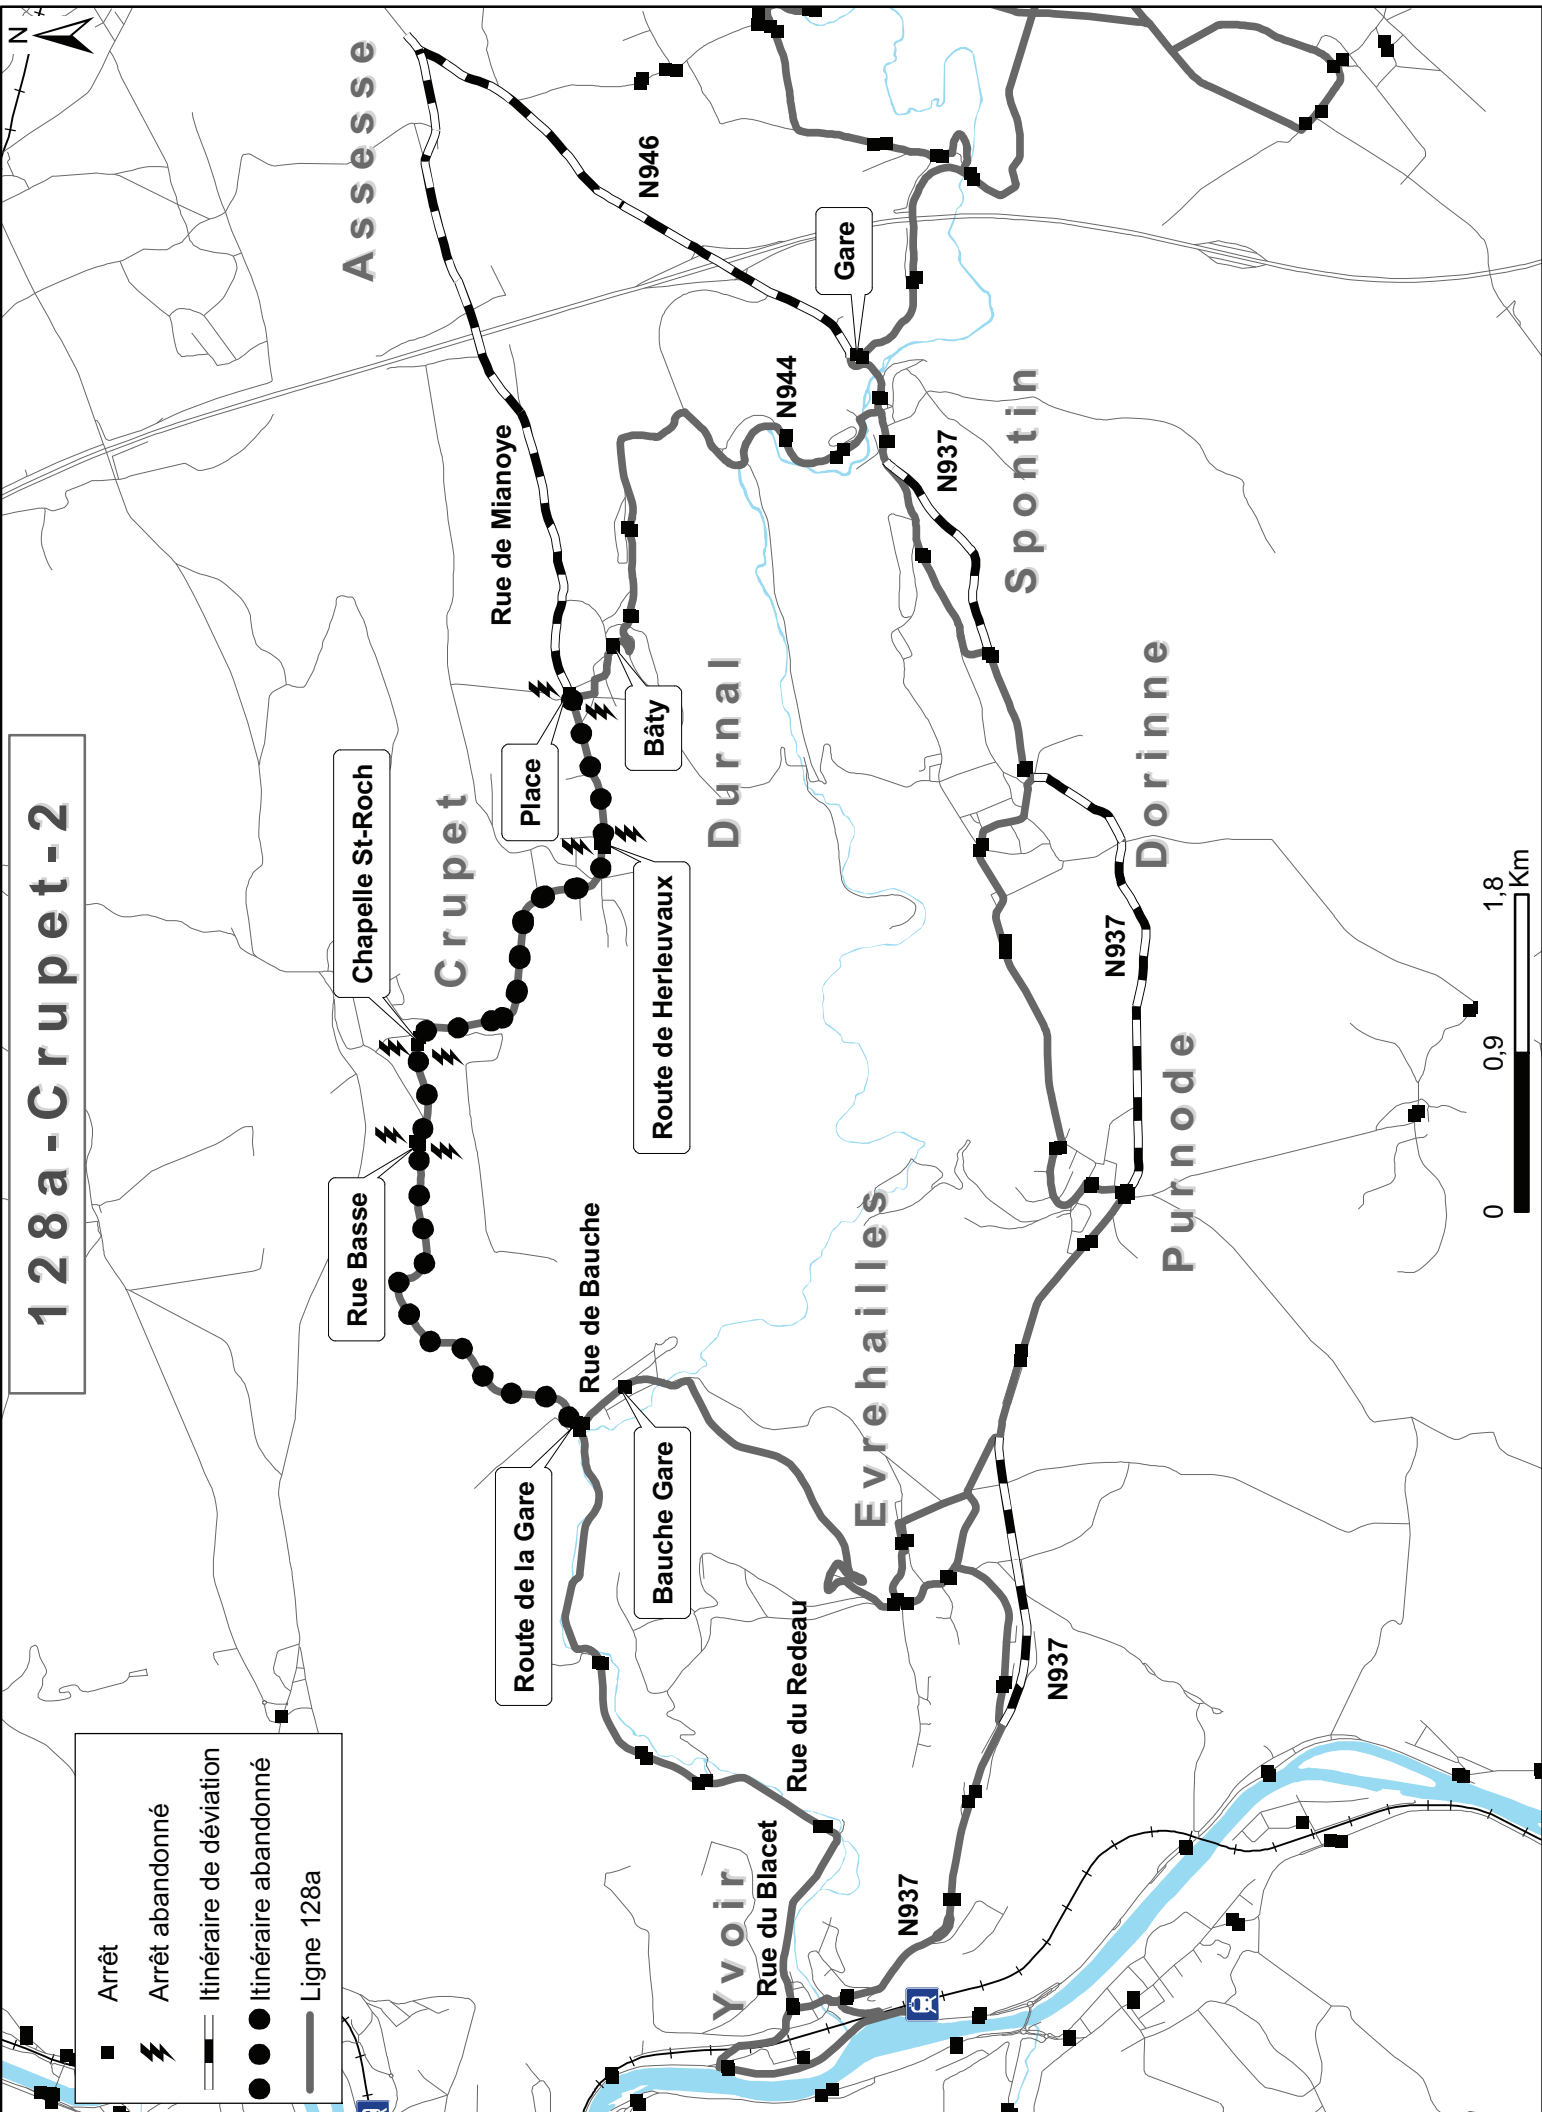 128a-Crupet-2
N
Assesse
N946
Gare
N944
Rue de Mianoye
N937
Spontin
Place
Bâty
Durnal
Dorinne
Chapelle St-Roch
Crupet
Route de Herleuvaux
N937
Purnode
Rue Basse
Rue de Bauche
Evrehailles
Route de la Gare
Bauche Gare
Rue du Redeau
N937
Yvoir
Rue du Blacet
N937
Arrêt
Arrêt abandonné
Itinéraire de déviation
Itinéraire abandonné
Ligne 128a
0 0,9 1,8
Km